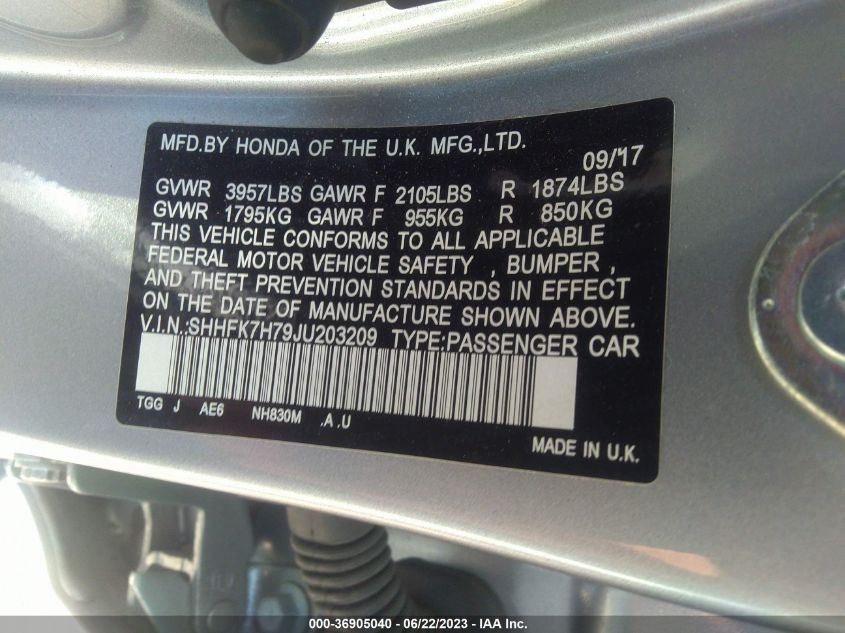 MFD.BY HONDA OF THE U.K. MFG.,LTD.
09/17
GVWR 3957LBS GAWR F 2105LBS R 1874LBS
GVWR 1795KG GAWR F 955KG R 850KG
THIS VEHICLE CONFORMS TO ALL APPLICABLE
FEDERAL MOTOR VEHICLE SAFETY , BUMPER ,
AND THEFT PREVENTION STANDARDS IN EFFECT
ON THE DATE OF MANUFACTURE SHOWN ABOVE.
V.I.N.:SHHFK7H79JU203209 TYPE:PASSENGER CAR
TGG J AE6 NH830M .A .U
MADE IN U.K.
000-36905040 - 06/22/2023 - IAA Inc.